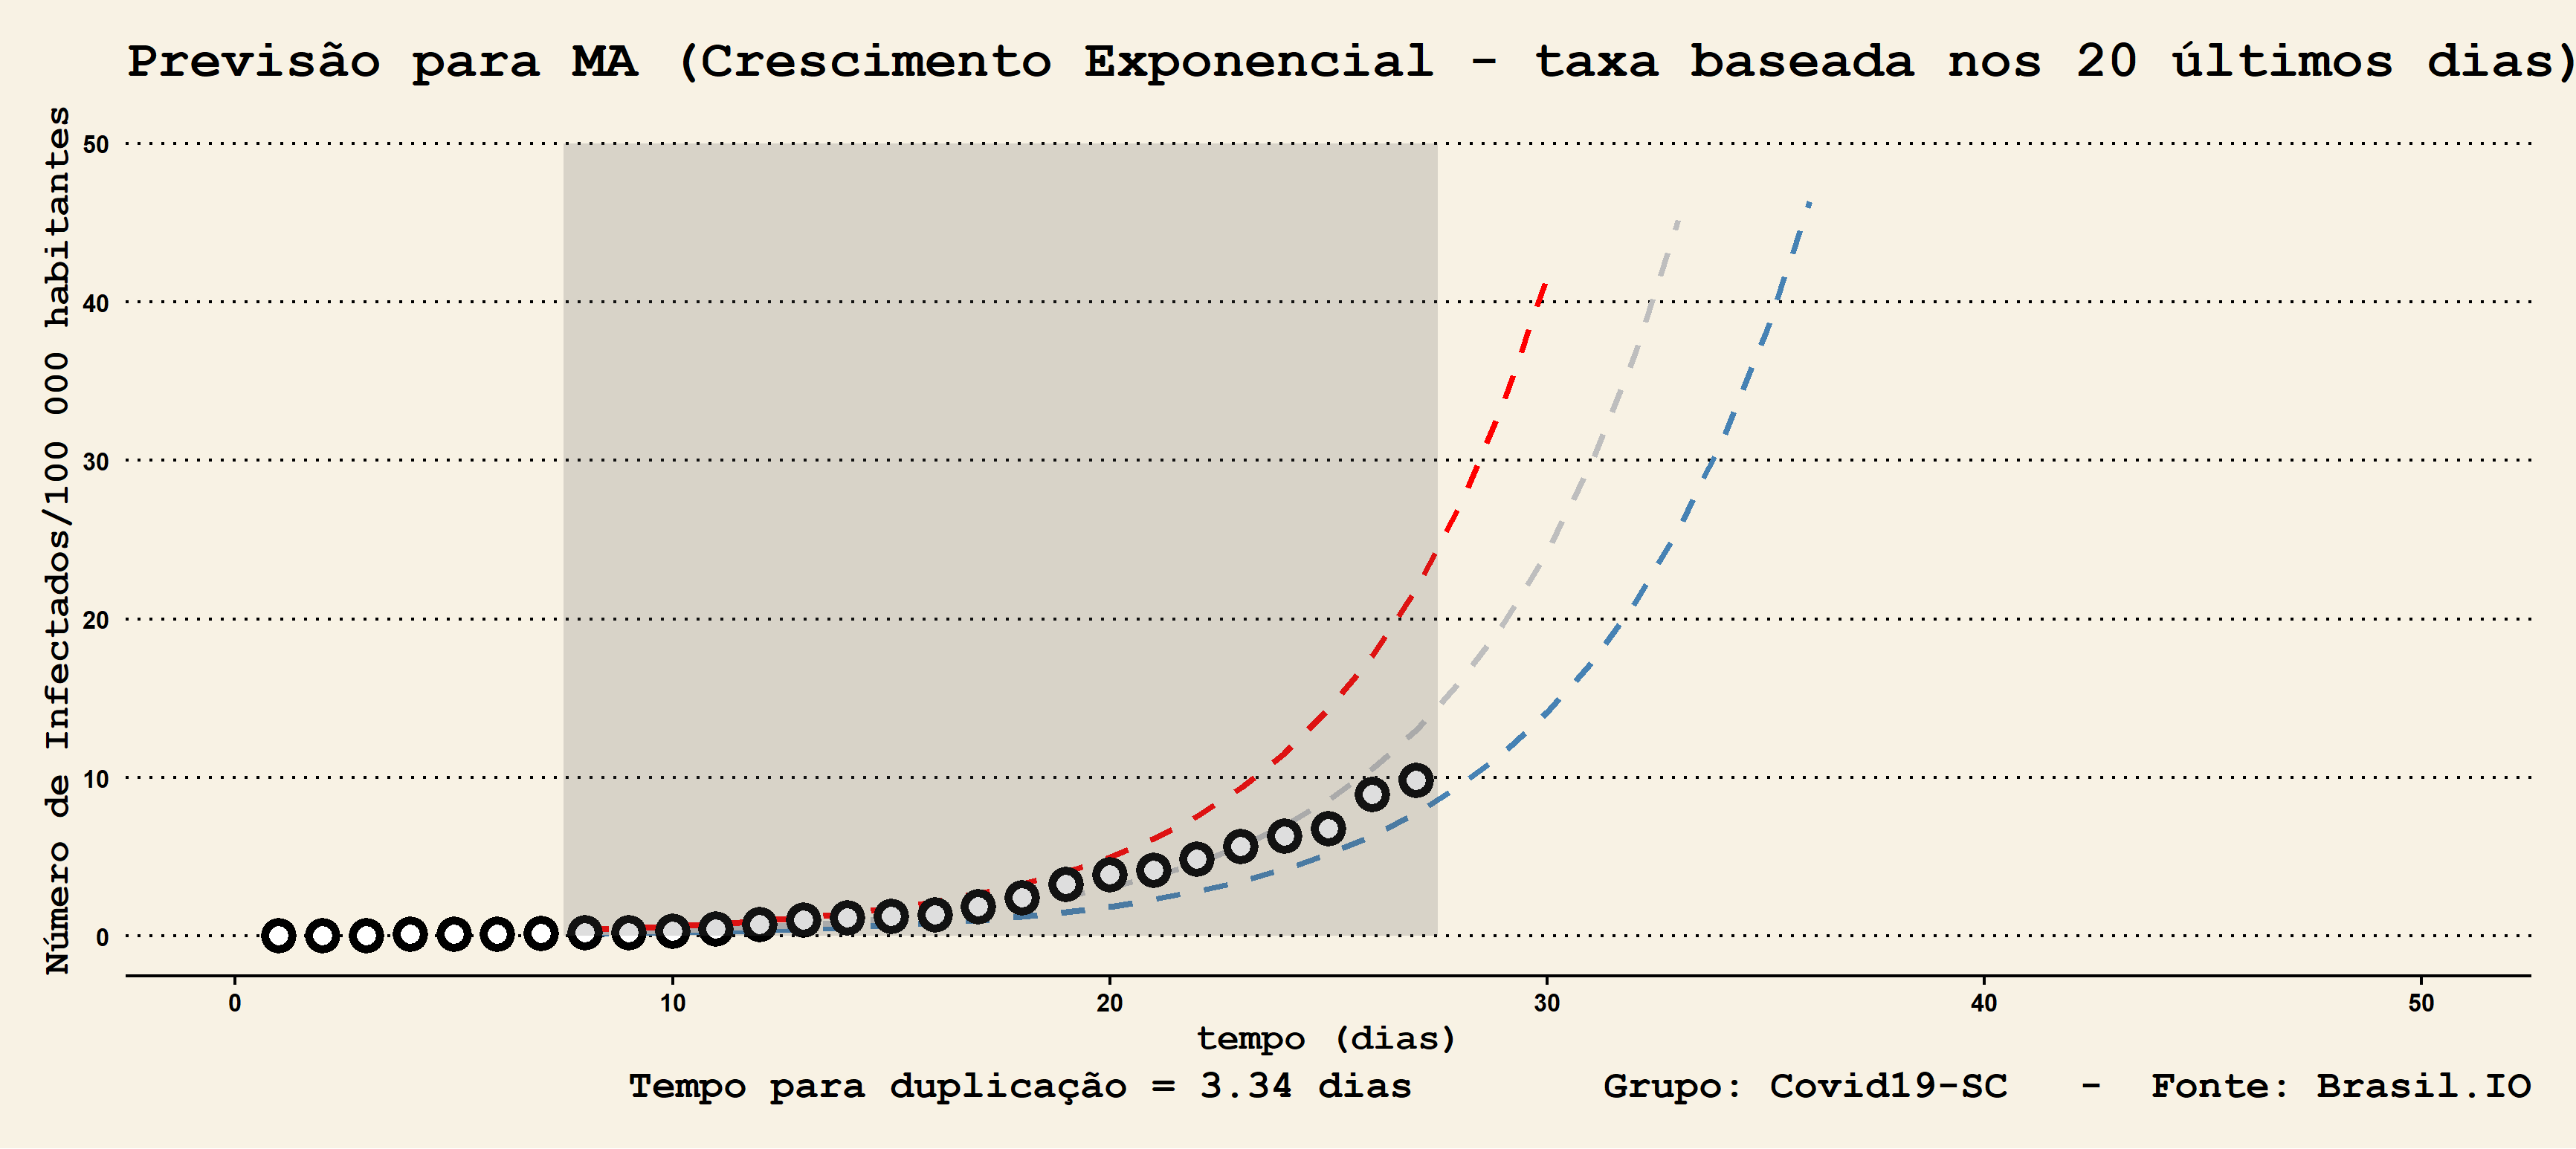 Previsão para MA (Crescimento Exponencial - taxa baseada nos 20 últimos dias)
Número de Infectados/100 000 habitantes
50
40
30
20
10
0
0 10 20 30 40 50
tempo (dias)
Tempo para duplicação = 3.34 dias Grupo: Covid19-SC - Fonte: Brasil.IO